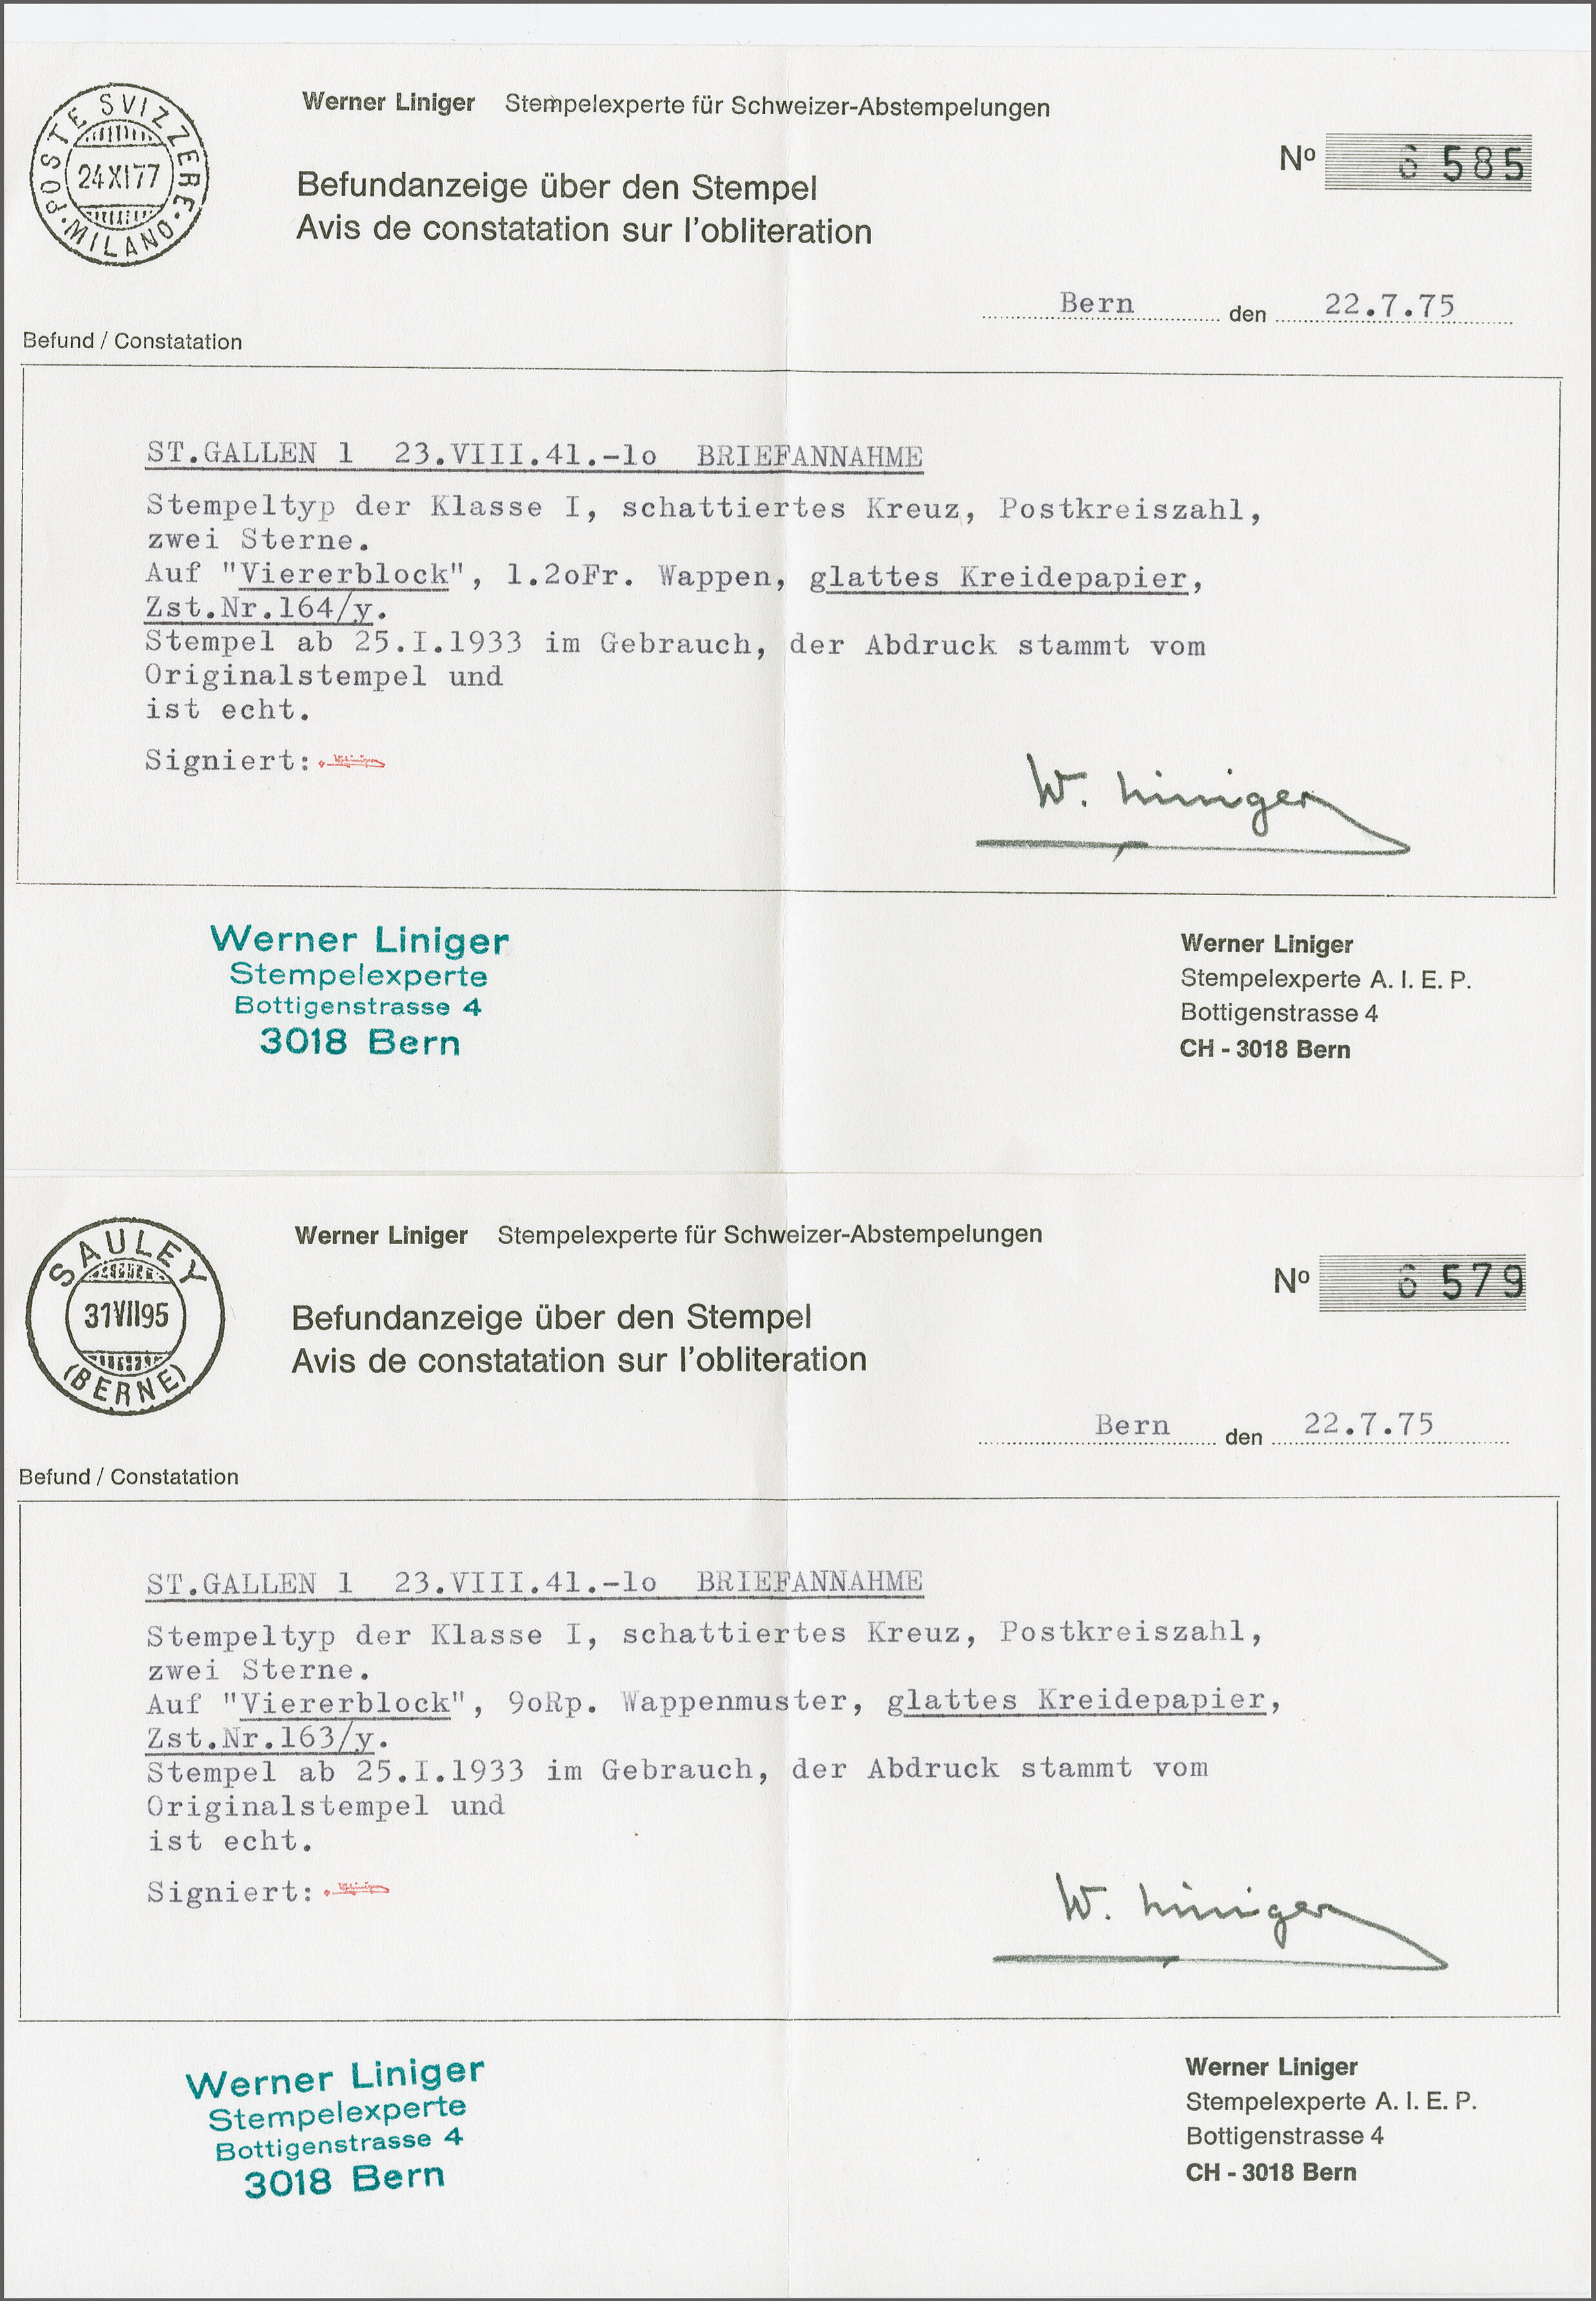 POSTE SVIZZERE
24XI77
MILANO
Werner Liniger Stempelexperte für Schweizer-Abstempelungen
Befundanzeige über den Stempel
Avis de constatation sur l'obliteration
No 6 585
Bern den 22.7.75
Befund / Constatation
ST.GALLEN 1 23.VIII.41.-lo BRIEFANNAHME
Stempeltyp der Klasse I, schattiertes Kreuz, Postkreiszahl,
zwei Sterne.
Auf "Viererblock", 1.2oFr. Wappen, glattes Kreidepapier,
Zst.Nr.164/y.
Stempel ab 25.I.1933 im Gebrauch, der Abdruck stammt vom
Originalstempel und
ist echt.
Signiert: W. Liniger
W. Liniger
Werner Liniger
Stempelexperte
Bottigenstrasse 4
3018 Bern
Werner Liniger
Stempelexperte A. I. E. P.
Bottigenstrasse 4
CH - 3018 Bern
SAULEY
31VII95
(BERNE)
Werner Liniger Stempelexperte für Schweizer-Abstempelungen
Befundanzeige über den Stempel
Avis de constatation sur l'obliteration
No 6 579
Bern den 22.7.75
Befund / Constatation
ST.GALLEN 1 23.VIII.41.-lo BRIEFANNAHME
Stempeltyp der Klasse I, schattiertes Kreuz, Postkreiszahl,
zwei Sterne.
Auf "Viererblock", 9oRp. Wappenmuster, glattes Kreidepapier,
Zst.Nr.163/y.
Stempel ab 25.I.1933 im Gebrauch, der Abdruck stammt vom
Originalstempel und
ist echt.
Signiert: W. Liniger
W. Liniger
Werner Liniger
Stempelexperte
Bottigenstrasse 4
3018 Bern
Werner Liniger
Stempelexperte A. I. E. P.
Bottigenstrasse 4
CH - 3018 Bern